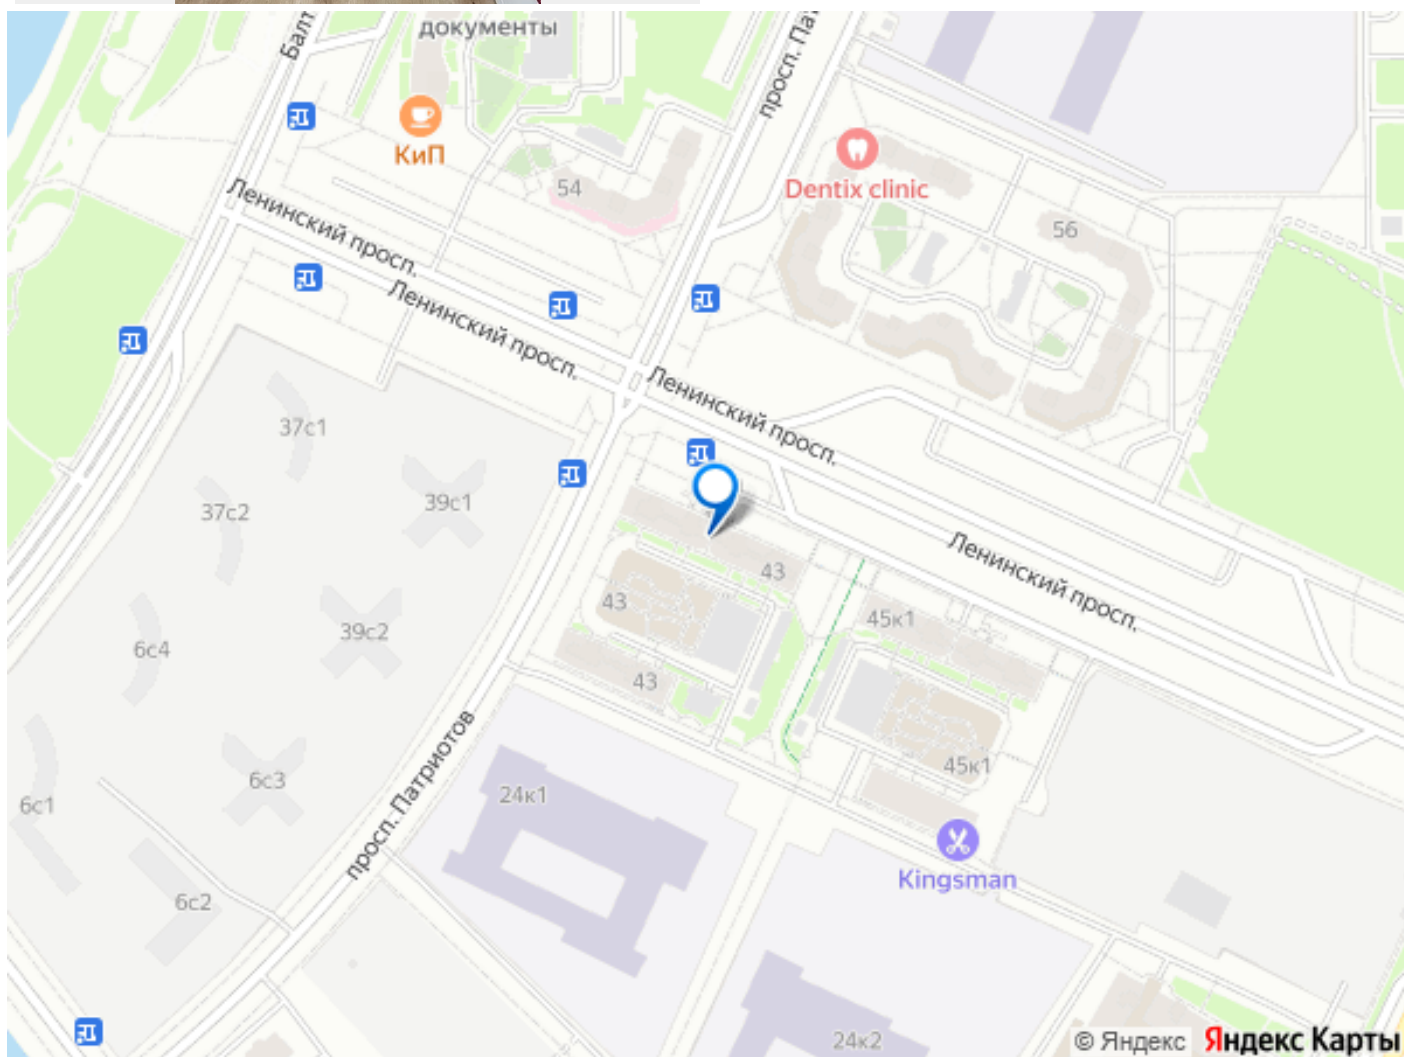 документы
Балт
просп. Па
КиП
54
Dentix clinic
56
Ленинский просп.
Ленинский просп.
Ленинский просп.
Ленинский просп.
37с1
37с2
39с1
39с2
43
43
43
45к1
45к1
6с4
6с3
6с1
6с2
просп. Патриотов
24к1
Kingsman
24к2
© Яндекс Яндекс Карты